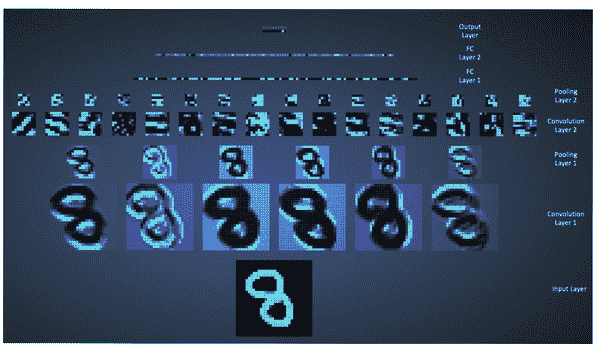 Output
Layer
FC
Layer 2
FC
Layer 1
Pooling
Layer 2
Convolution
Layer 2
Pooling
Layer 1
Convolution
Layer 1
Input Layer